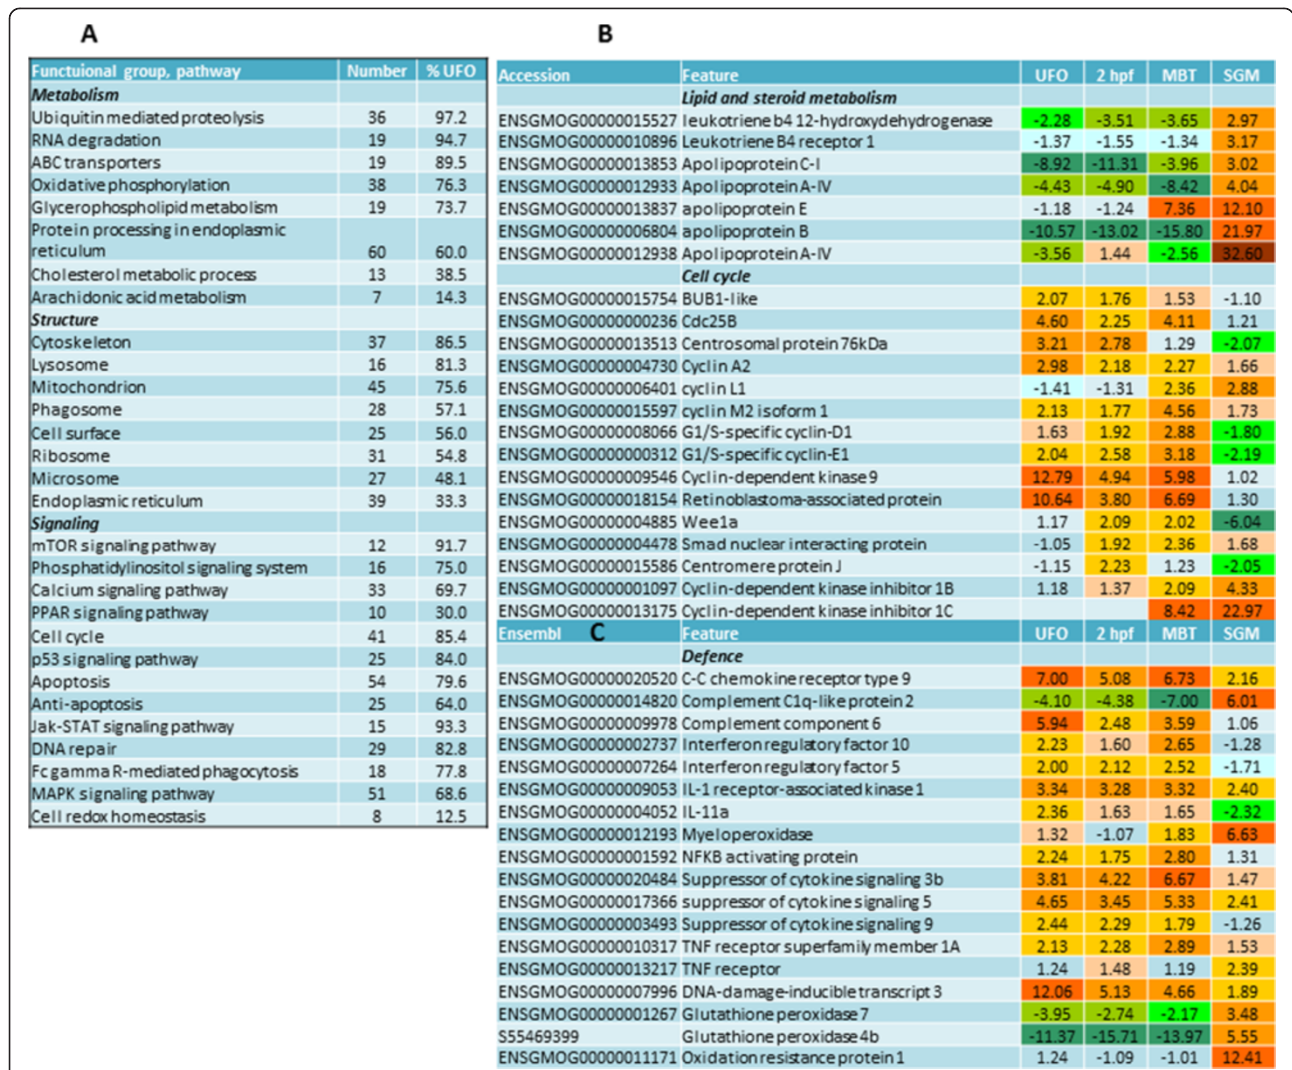 A
Functuional group, pathway Number % UFO
Metabolism
Ubiquitin mediated proteolysis 36 97.2
RNA degradation 19 94.7
ABC transporters 19 89.5
Oxidative phosphorylation 38 76.3
Glycerophospholipid metabolism 19 73.7
Protein processing in endoplasmic
reticulum 60 60.0
Cholesterol metabolic process 13 38.5
Arachidonic acid metabolism 7 14.3
Structure
Cytoskeleton 37 86.5
Lysosome 16 81.3
Mitochondrion 45 75.6
Phagosome 28 57.1
Cell surface 25 56.0
Ribosome 31 54.8
Microsome 27 48.1
Endoplasmic reticulum 39 33.3
Signaling
mTOR signaling pathway 12 91.7
Phosphatidylinositol signaling system 16 75.0
Calcium signaling pathway 33 69.7
PPAR signaling pathway 10 30.0
Cell cycle 41 85.4
p53 signaling pathway 25 84.0
Apoptosis 54 79.6
Anti-apoptosis 25 64.0
Jak-STAT signaling pathway 15 93.3
DNA repair 29 82.8
Fc gamma R-mediated phagocytosis 18 77.8
MAPK signaling pathway 51 68.6
Cell redox homeostasis 8 12.5
B
Accession Feature UFO 2 hpf MBT SGM
Lipid and steroid metabolism
ENSGMOG00000015527 leukotriene b4 12-hydroxydehydrogenase -2.28 -3.51 -3.65 2.97
ENSGMOG00000010896 Leukotriene B4 receptor 1 -1.37 -1.55 -1.34 3.17
ENSGMOG00000013853 Apolipoprotein C-I -8.92 -11.31 -3.96 3.02
ENSGMOG00000012933 Apolipoprotein A-IV -4.43 -4.90 -8.42 4.04
ENSGMOG00000013837 apolipoprotein E -1.18 -1.24 7.36 12.10
ENSGMOG00000006804 apolipoprotein B -10.57 -13.02 -15.80 21.97
ENSGMOG00000012938 Apolipoprotein A-IV -3.56 1.44 -2.56 32.60
Cell cycle
ENSGMOG00000015754 BUB1-like 2.07 1.76 1.53 -1.10
ENSGMOG00000000236 Cdc25B 4.60 2.25 4.11 1.21
ENSGMOG00000013513 Centrosomal protein 76kDa 3.21 2.78 1.29 -2.07
ENSGMOG00000004730 Cyclin A2 2.98 2.18 2.27 1.66
ENSGMOG00000006401 cyclin L1 -1.41 -1.31 2.36 2.88
ENSGMOG00000015597 cyclin M2 isoform 1 2.13 1.77 4.56 1.73
ENSGMOG00000008066 G1/S-specific cyclin-D1 1.63 1.92 2.88 -1.80
ENSGMOG00000000312 G1/S-specific cyclin-E1 2.04 2.58 3.18 -2.19
ENSGMOG00000009546 Cyclin-dependent kinase 9 12.79 4.94 5.98 1.02
ENSGMOG00000018154 Retinoblastoma-associated protein 10.64 3.80 6.69 1.30
ENSGMOG00000004885 Wee1a 1.17 2.09 2.02 -6.04
ENSGMOG00000004478 Smad nuclear interacting protein -1.05 1.92 2.36 1.68
ENSGMOG00000015586 Centromere protein J -1.15 2.23 1.23 -2.05
ENSGMOG00000001097 Cyclin-dependent kinase inhibitor 1B 1.18 1.37 2.09 4.33
ENSGMOG00000013175 Cyclin-dependent kinase inhibitor 1C 8.42 22.97
Ensembl C Feature UFO 2 hpf MBT SGM
Defence
ENSGMOG00000020520 C-C chemokine receptor type 9 7.00 5.08 6.73 2.16
ENSGMOG00000014820 Complement C1q-like protein 2 -4.10 -4.38 -7.00 6.01
ENSGMOG00000009978 Complement component 6 5.94 2.48 3.59 1.06
ENSGMOG00000002737 Interferon regulatory factor 10 2.23 1.60 2.65 -1.28
ENSGMOG00000007264 Interferon regulatory factor 5 2.00 2.12 2.52 -1.71
ENSGMOG00000009053 IL-1 receptor-associated kinase 1 3.34 3.28 3.32 2.40
ENSGMOG00000004052 IL-11a 2.36 1.63 1.65 -2.32
ENSGMOG00000012193 Myeloperoxidase 1.32 -1.07 1.83 6.63
ENSGMOG00000001592 NFKB activating protein 2.24 1.75 2.80 1.31
ENSGMOG00000020484 Suppressor of cytokine signaling 3b 3.81 4.22 6.67 1.47
ENSGMOG00000017366 suppressor of cytokine signaling 5 4.65 3.45 5.33 2.41
ENSGMOG00000003493 Suppressor of cytokine signaling 9 2.44 2.29 1.79 -1.26
ENSGMOG00000010317 TNF receptor superfamily member 1A 2.13 2.28 2.89 1.53
ENSGMOG00000013217 TNF receptor 1.24 1.48 1.19 2.39
ENSGMOG00000007996 DNA-damage-inducible transcript 3 12.06 5.13 4.66 1.89
ENSGMOG00000001267 Glutathione peroxidase 7 -3.95 -2.74 -2.17 3.48
S55469399 Glutathione peroxidase 4b -11.37 -15.71 -13.97 5.55
ENSGMOG00000011171 Oxidation resistance protein 1 1.24 -1.09 -1.01 12.41